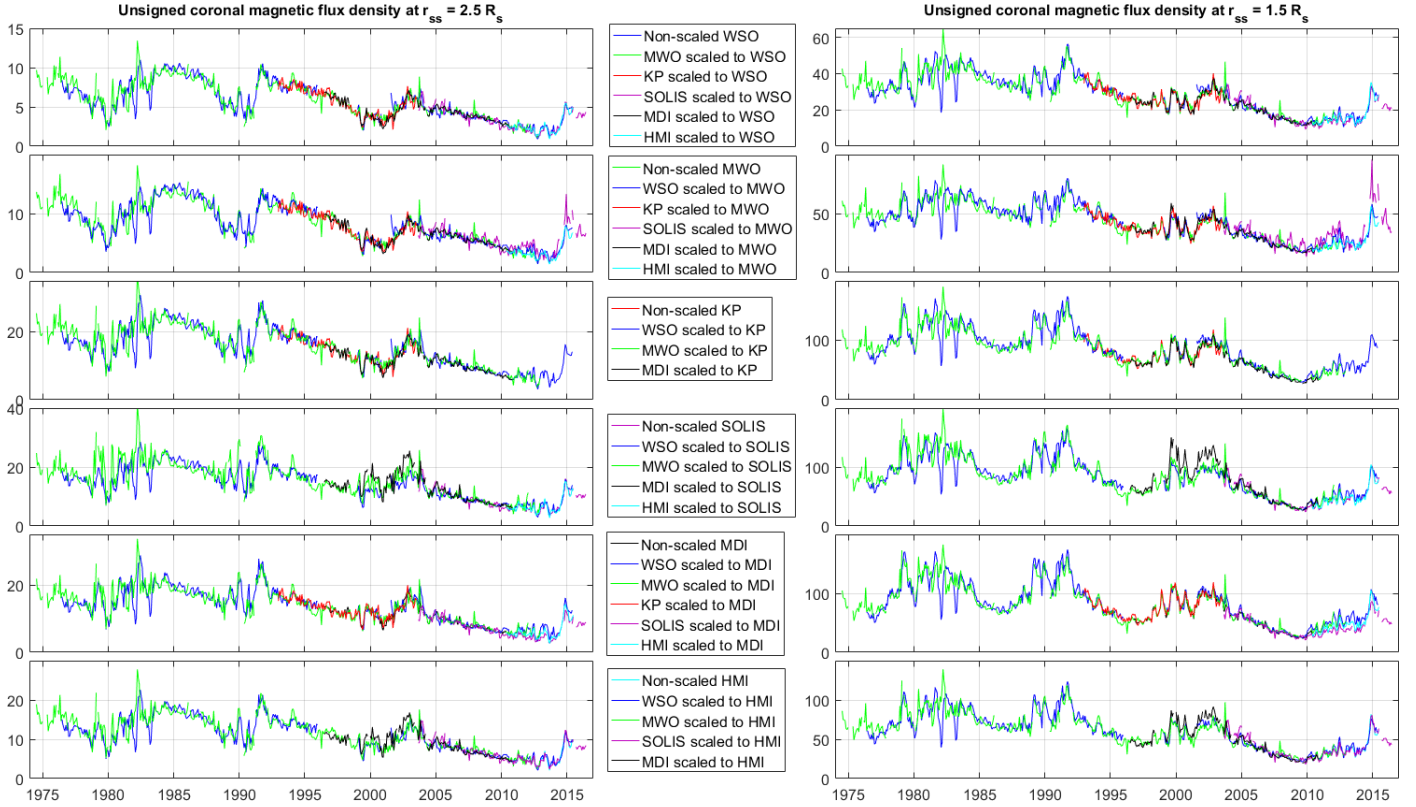 Unsigned coronal magnetic flux density at r_ss = 2.5 R_s
Unsigned coronal magnetic flux density at r_ss = 1.5 R_s
15
10
5
0
Non-scaled WSO
MWO scaled to WSO
KP scaled to WSO
SOLIS scaled to WSO
MDI scaled to WSO
HMI scaled to WSO
60
40
20
0
10
0
Non-scaled MWO
WSO scaled to MWO
KP scaled to MWO
SOLIS scaled to MWO
MDI scaled to MWO
HMI scaled to MWO
50
0
20
0
Non-scaled KP
WSO scaled to KP
MWO scaled to KP
MDI scaled to KP
100
0
40
20
0
Non-scaled SOLIS
WSO scaled to SOLIS
MWO scaled to SOLIS
MDI scaled to SOLIS
HMI scaled to SOLIS
100
0
20
0
Non-scaled MDI
WSO scaled to MDI
MWO scaled to MDI
KP scaled to MDI
SOLIS scaled to MDI
HMI scaled to MDI
100
0
20
10
0
Non-scaled HMI
WSO scaled to HMI
MWO scaled to HMI
SOLIS scaled to HMI
MDI scaled to HMI
100
50
0
1975 1980 1985 1990 1995 2000 2005 2010 2015
1975 1980 1985 1990 1995 2000 2005 2010 2015